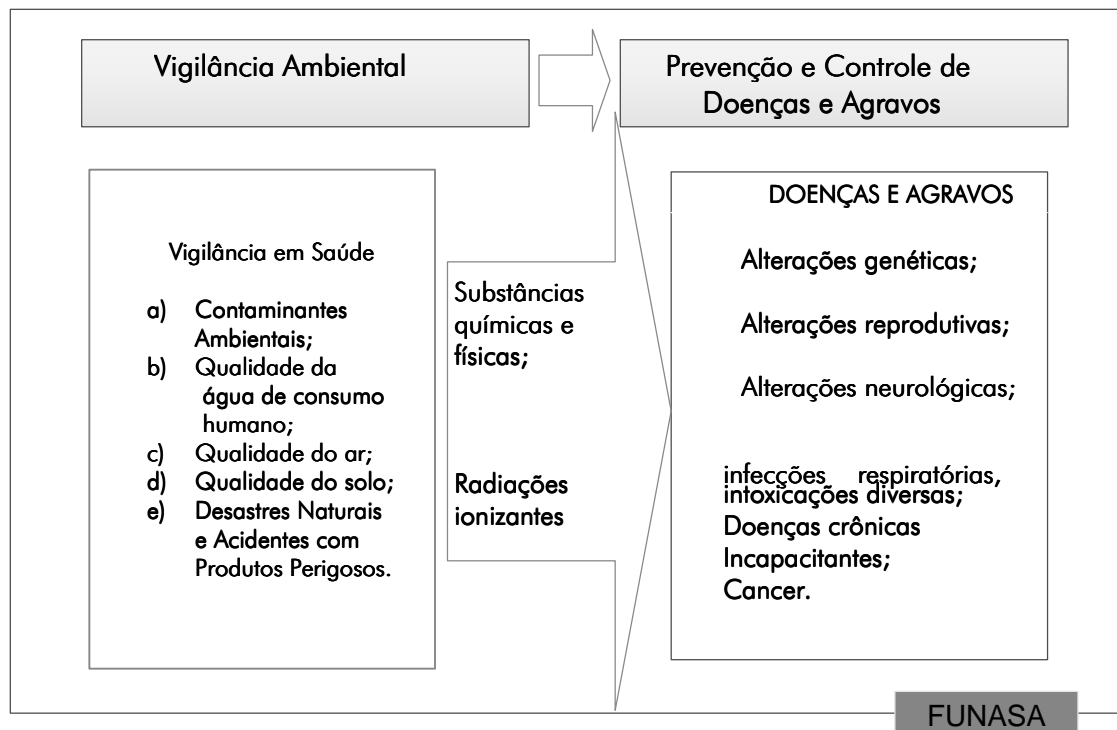 Vigilância Ambiental
Prevenção e Controle de
Doenças e Agravos
Vigilância em Saúde
a) Contaminantes
Ambientais;
b) Qualidade da
água de consumo
humano;
c) Qualidade do ar;
d) Qualidade do solo;
e) Desastres Naturais
e Acidentes com
Produtos Perigosos.
Substâncias
químicas e
físicas;
Radiações
ionizantes
DOENÇAS E AGRAVOS
Alterações genéticas;
Alterações reprodutivas;
Alterações neurológicas;
infecções respiratórias,
intoxicações diversas;
Doenças crônicas
Incapacitantes;
Cancer.
FUNASA